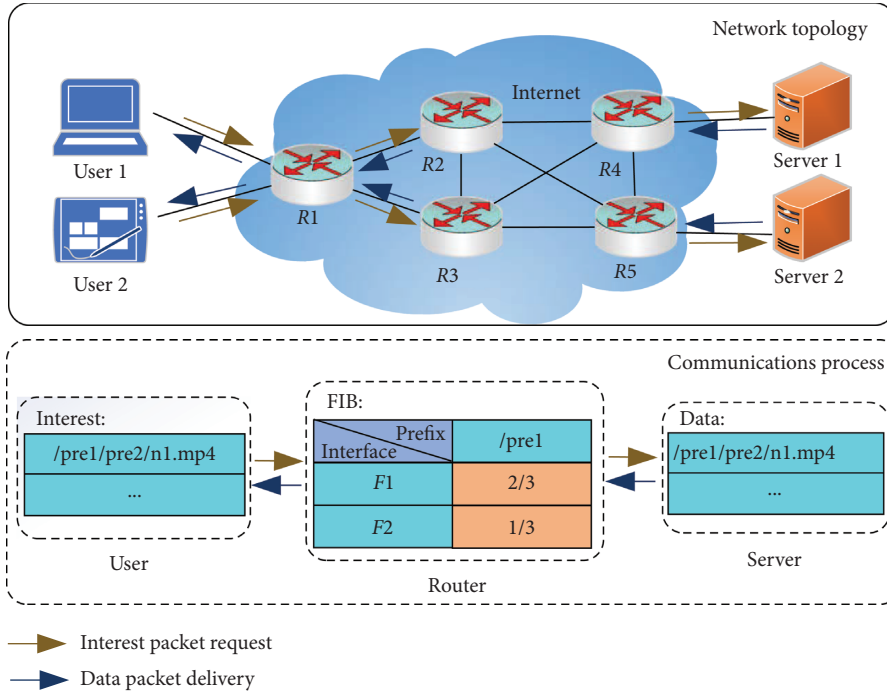 Network topology
Internet
User 1
R2
R4
Server 1
R1
User 2
R3
R5
Server 2
Communications process
Interest:
/pre1/pre2/n1.mp4
...
User
FIB:
Prefix
Interface
/pre1
F1
2/3
F2
1/3
Router
Data:
/pre1/pre2/n1.mp4
...
Server
Interest packet request
Data packet delivery